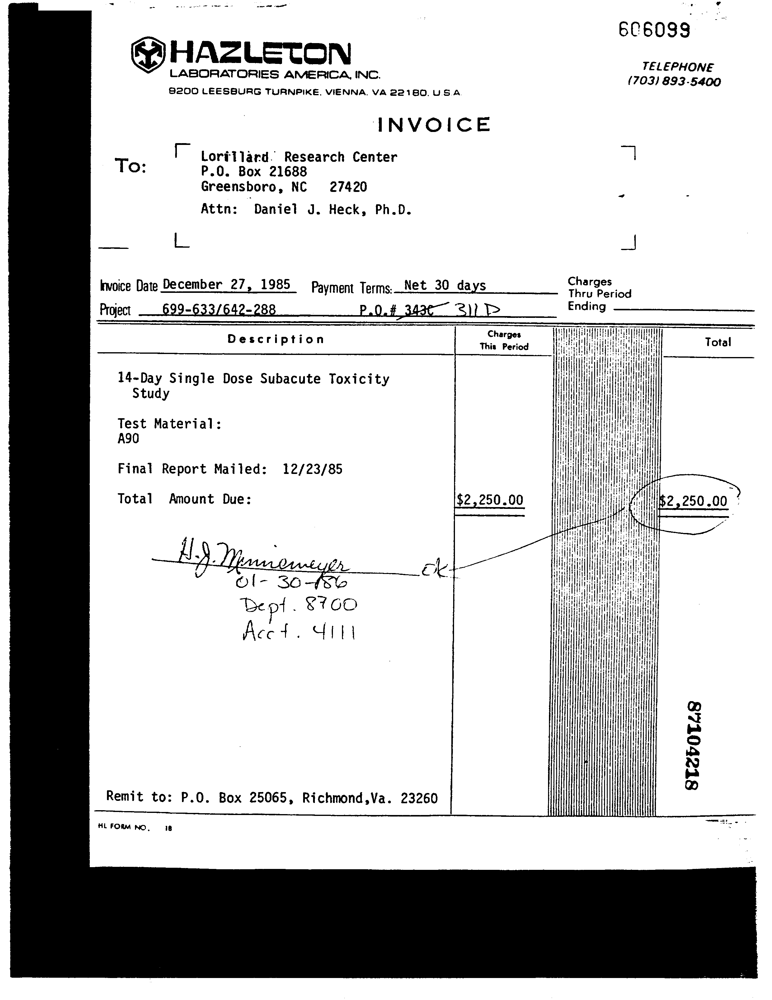 606099
HAZLETON
LABORATORIES AMERICA, INC.
9200 LEESBURG TURNPIKE, VIENNA, VA 22180, U S A
TELEPHONE
(703) 893-5400
INVOICE
To:
Lorillard Research Center
P.O. Box 21688
Greensboro, NC 27420
Attn: Daniel J. Heck, Ph.D.
Invoice Date December 27, 1985 Payment Terms: Net 30 days
Charges
Thru Period
Ending
Project 699-633/642-288 P.O.# 343C 311 D
Description
Charges
This Period
Total
14-Day Single Dose Subacute Toxicity
Study
Test Material:
A90
Final Report Mailed: 12/23/85
Total Amount Due: $2,250.00 $2,250.00
H.J. Minnemeyer OK
01-30-86
Dept. 8700
Acct. 4111
87104218
Remit to: P.O. Box 25065, Richmond,Va. 23260
HL FORM NO. 18